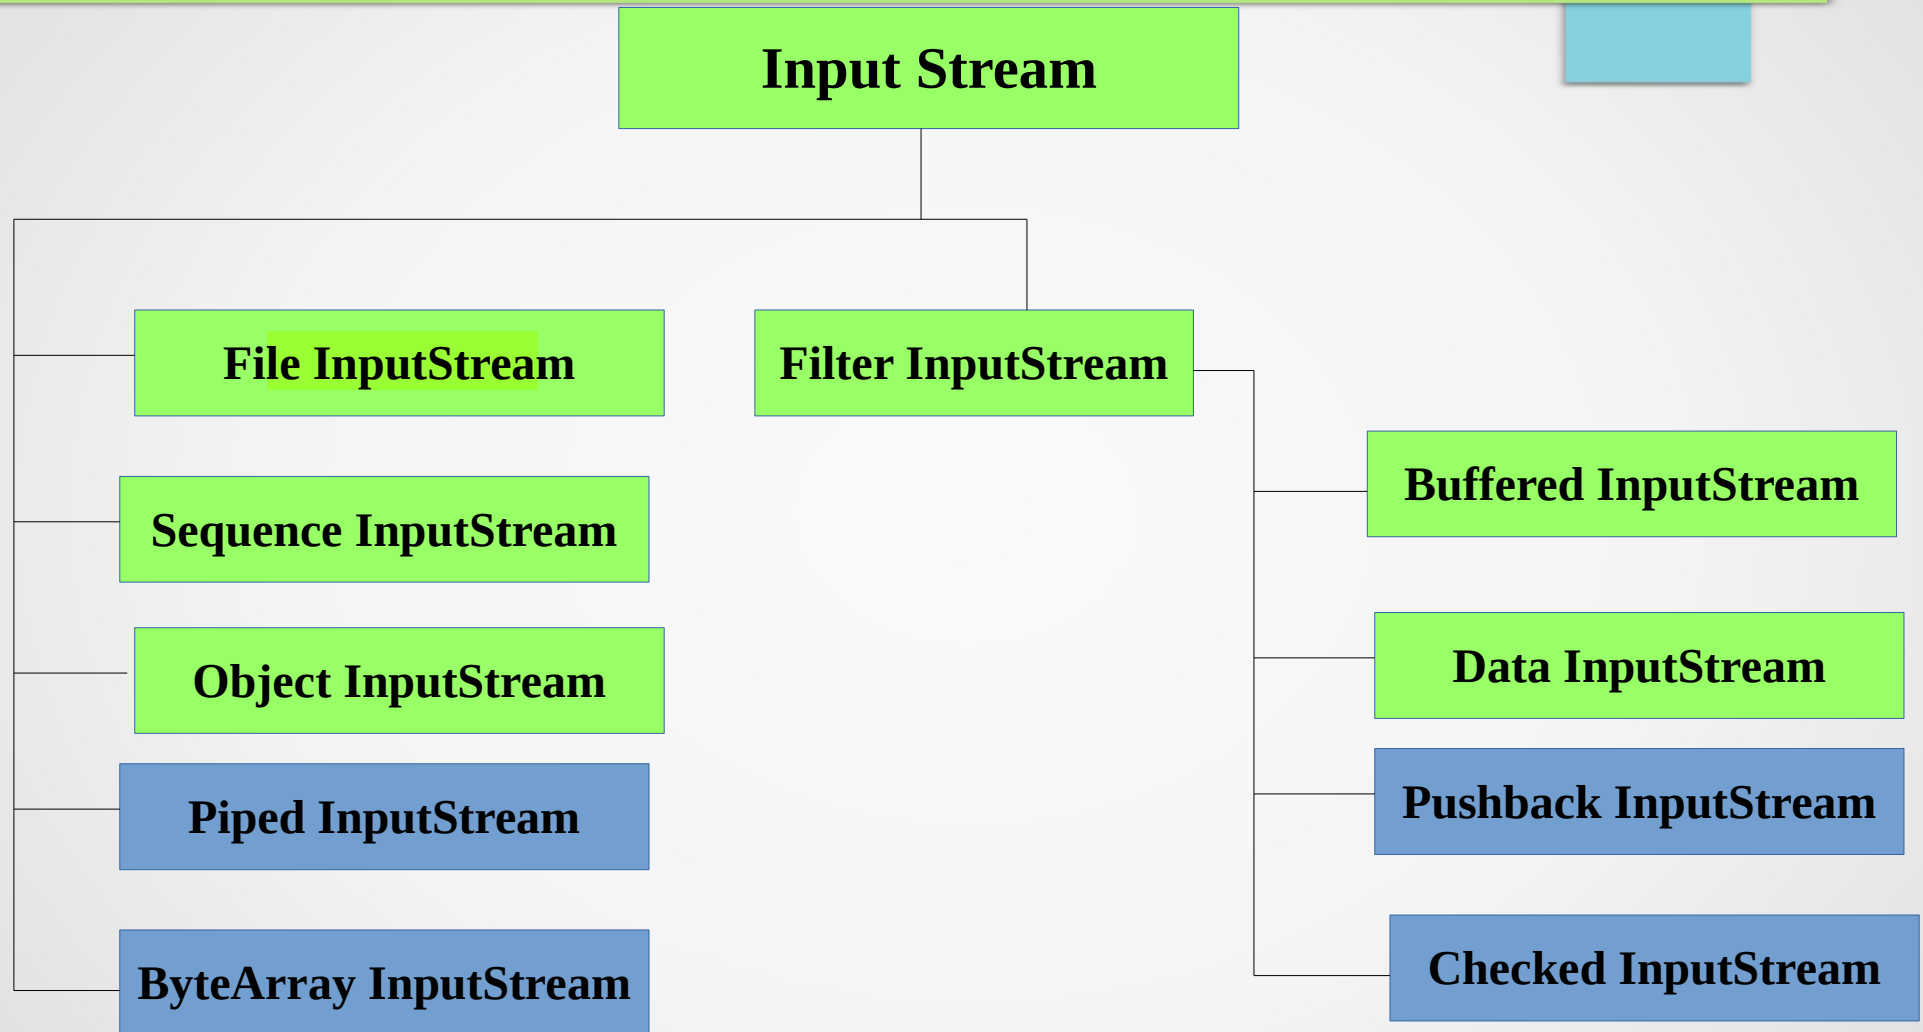 Input Stream
File InputStream
Filter InputStream
Buffered InputStream
Sequence InputStream
Data InputStream
Object InputStream
Pushback InputStream
Piped InputStream
Checked InputStream
ByteArray InputStream